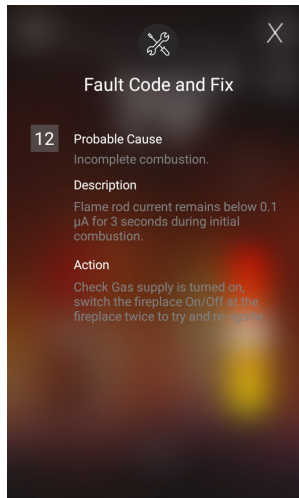 X
Fault Code and Fix
12 Probable Cause
Incomplete combustion.
Description
Flame rod current remains below 0.1
µA for 3 seconds during initial
combustion.
Action
Check Gas supply is turned on,
switch the fireplace On/Off at the
fireplace twice to try and